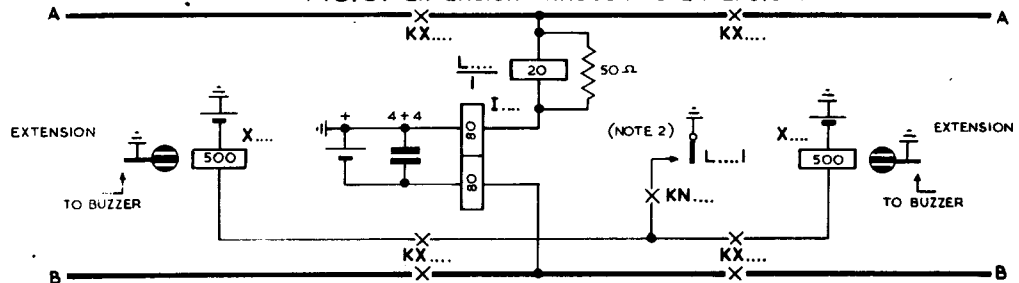 A
A
KX....
KX....
L....
I
20
50Ω
I....
+
4+4
80
80
EXTENSION
X....
500
TO BUZZER
(NOTE 2)
L....I
KN....
X....
500
EXTENSION
TO BUZZER
KX....
KX....
B
B